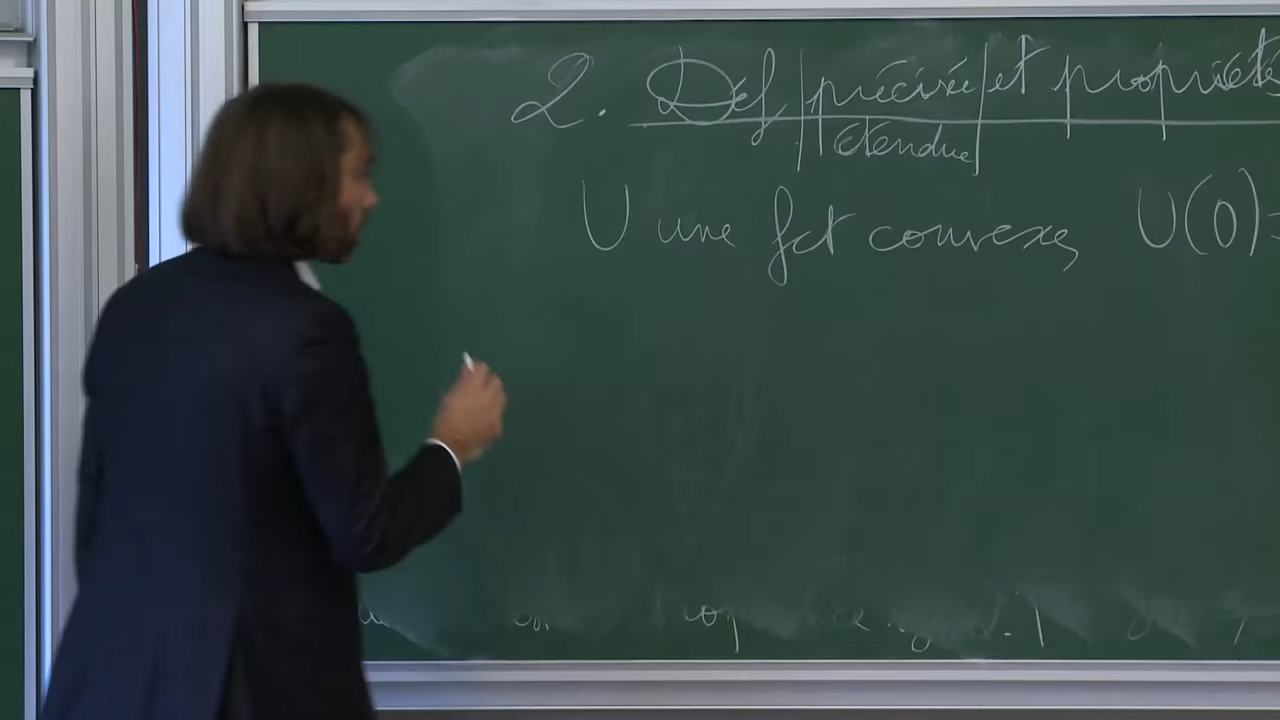 2. Déf précisée et propriétés
étendue
U une fct convexe, U(0)=